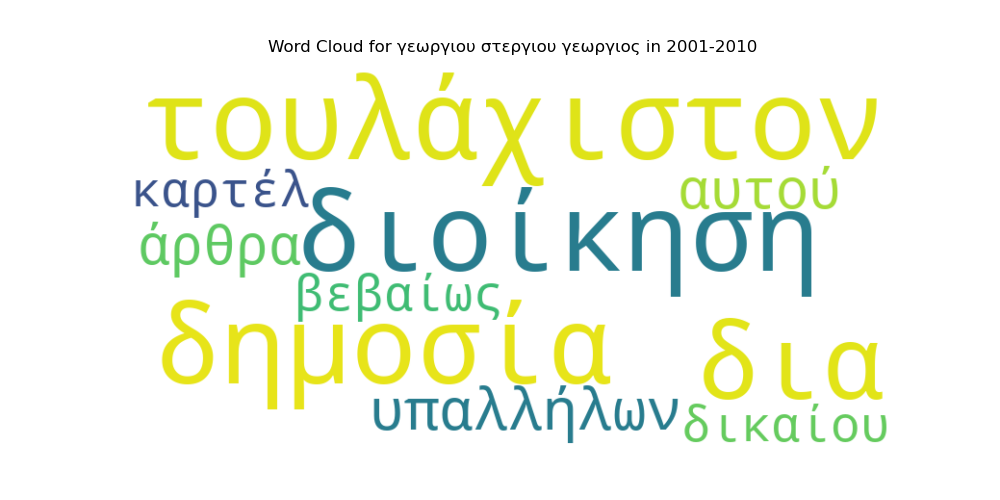 Word Cloud for γεωργιου στεργιου γεωργιος in 2001-2010
τουλάχιστον
καρτέλ
αυτού
διοίκηση
άρθρα
βεβαίως
δημοσία
δια
υπαλλήλων
δικαίου